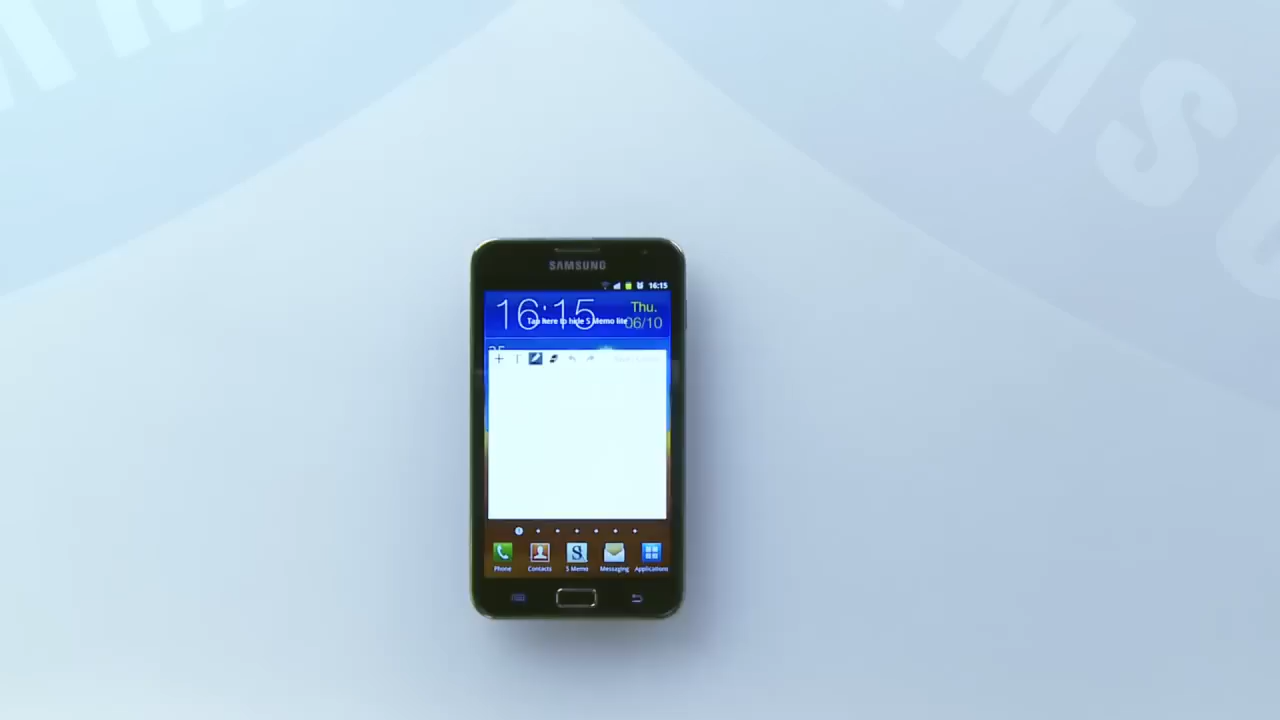 MSU
SAMSUNG
16:15
16:15
Thu.
Tap here to hide S Memo lite
06/10
T
Phone
Contacts
S Memo
Messaging
Applications